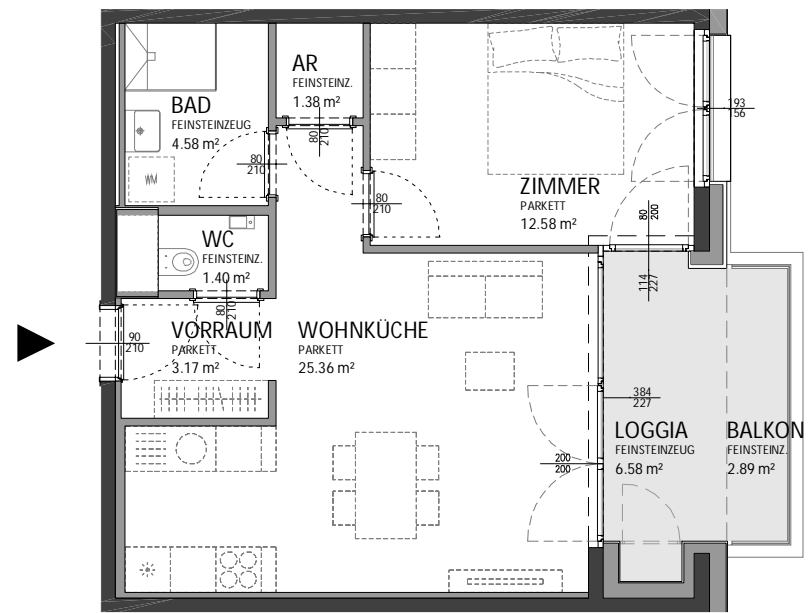 AR
FEINSTEINZ.
1.38 m²
80
210
BAD
FEINSTEINZEUG
4.58 m²
80
210
WM
193
156
ZIMMER
PARKETT
12.58 m²
80
210
80
200
114
227
WC
FEINSTEINZ.
1.40 m²
80
210
90
210
VORRAUM
PARKETT
3.17 m²
WOHNKÜCHE
PARKETT
25.36 m²
384
227
200
200
LOGGIA
FEINSTEINZEUG
6.58 m²
BALKON
FEINSTEINZ.
2.89 m²